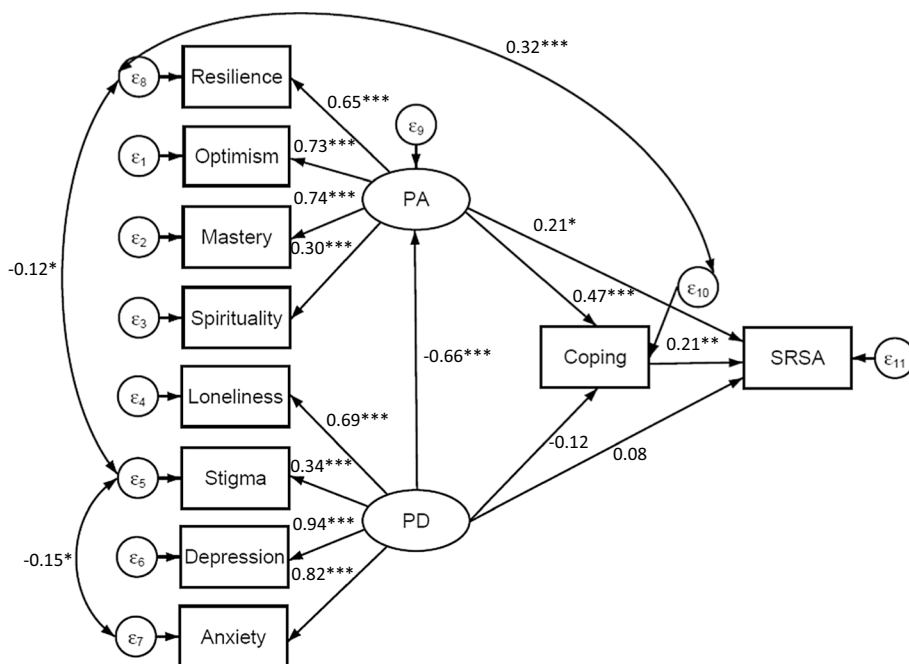 0.32***
ε8
Resilience
0.65***
ε9
ε1
Optimism
0.73***
PA
0.74***
ε2
Mastery
0.30***
0.21*
-0.12*
ε10
0.47***
ε3
Spirituality
-0.66***
Coping
0.21**
SRSA
ε11
ε4
Loneliness
0.69***
-0.12
0.08
ε5
Stigma
0.34***
PD
0.94***
-0.15*
ε6
Depression
0.82***
ε7
Anxiety